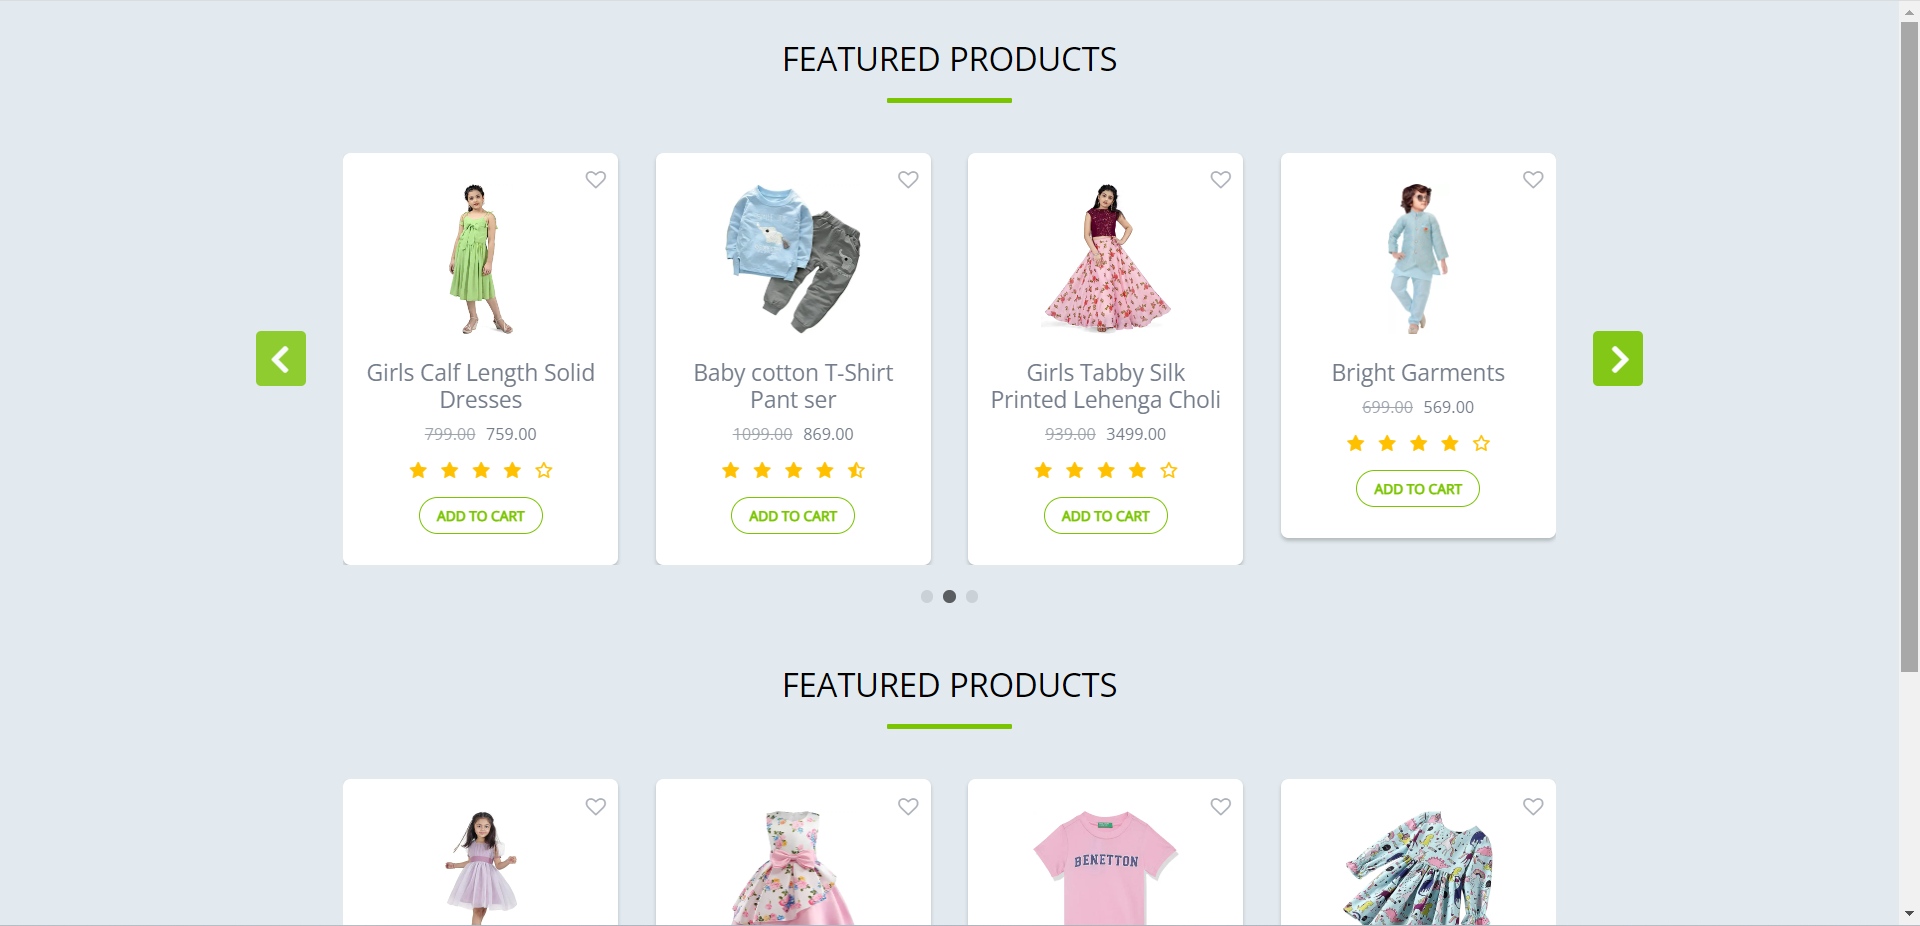 FEATURED PRODUCTS
Girls Calf Length Solid
Dresses
799.00 759.00
ADD TO CART
Baby cotton T-Shirt
Pant ser
1099.00 869.00
ADD TO CART
Girls Tabby Silk
Printed Lehenga Choli
939.00 3499.00
ADD TO CART
Bright Garments
699.00 569.00
ADD TO CART
FEATURED PRODUCTS
BENETTON